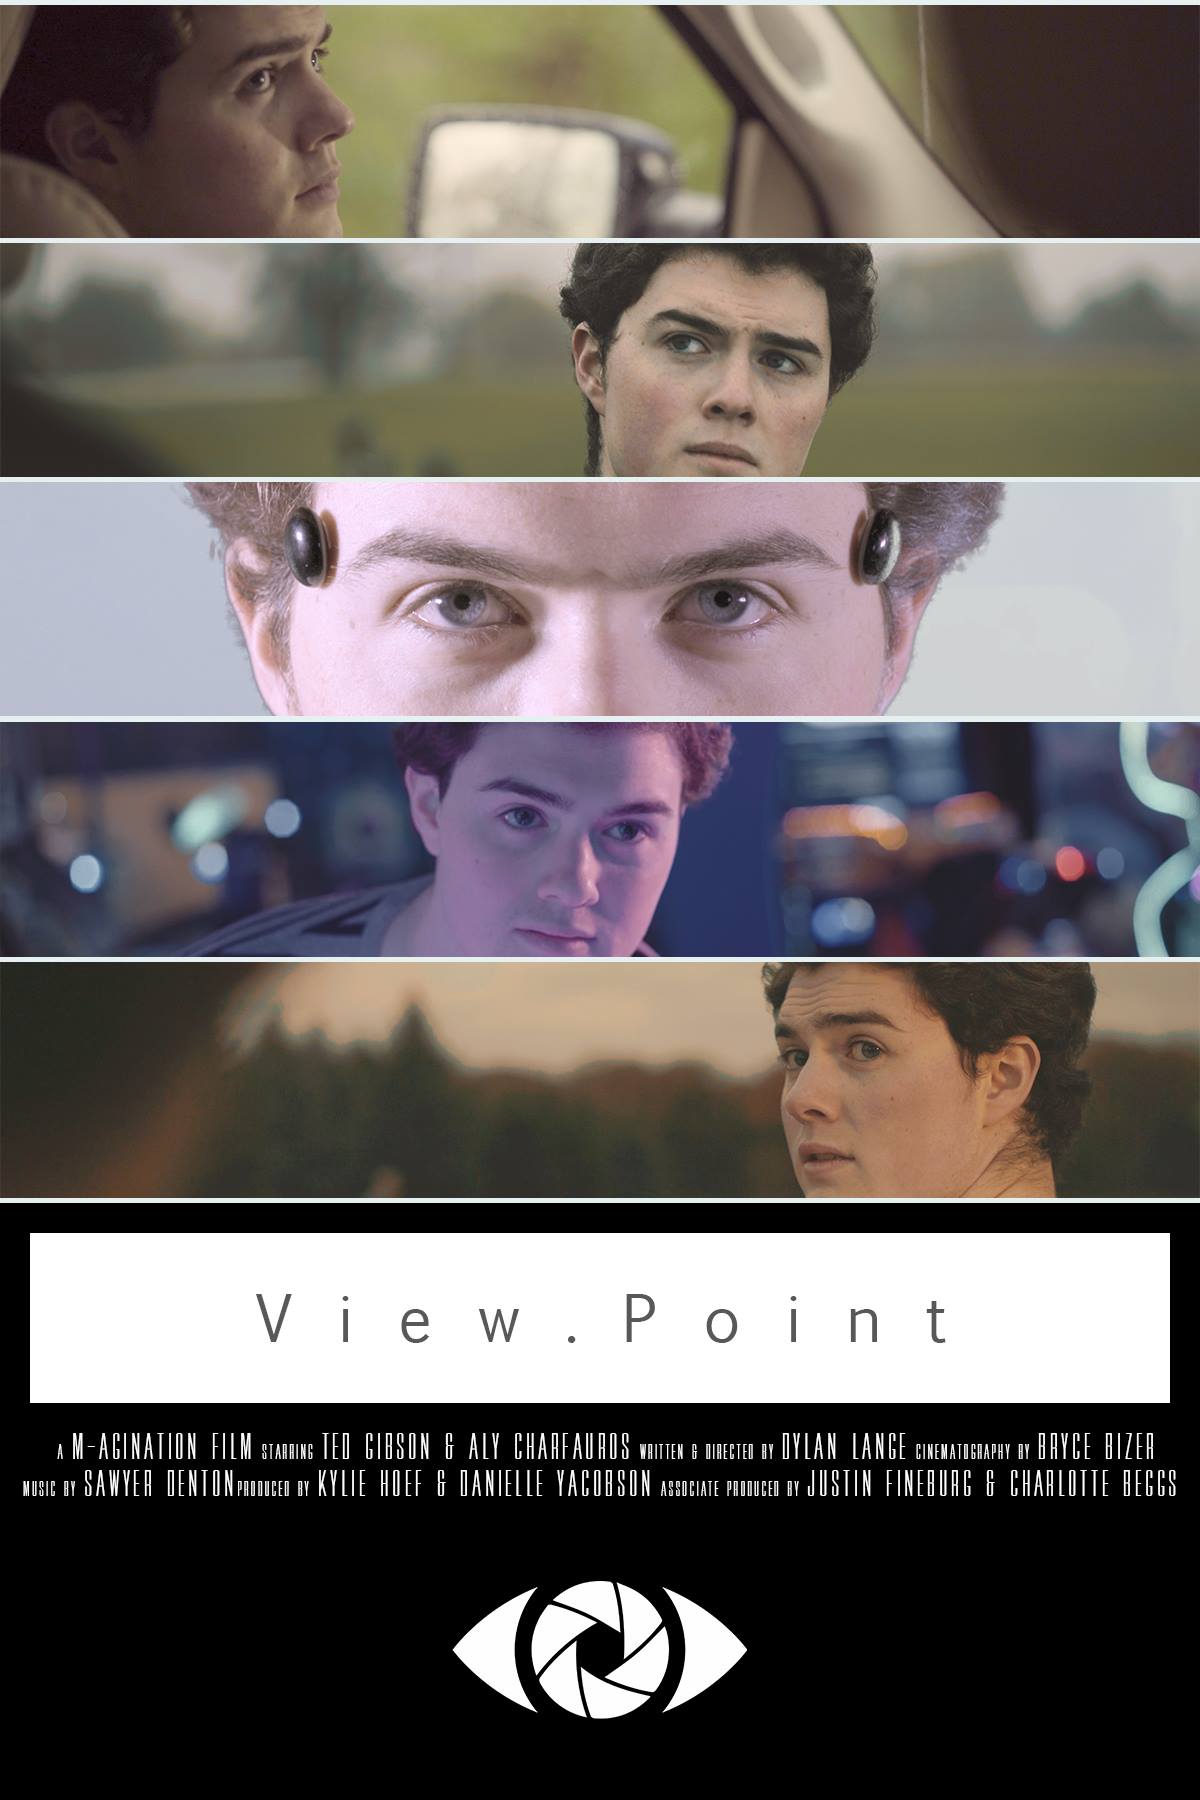 View.Point
A M-AGINATION FILM STARRING TED GIBSON & ALY CHARFAUROS WRITTEN & DIRECTED BY DYLAN LANGE CINEMATOGRAPHY BY BRYCE BIZER
MUSIC BY SAWYER DENTON PRODUCED BY KYLIE HOEF & DANIELLE YACOBSON ASSOCIATE PRODUCED BY JUSTIN FINEBURG & CHARLOTTE BEGGS